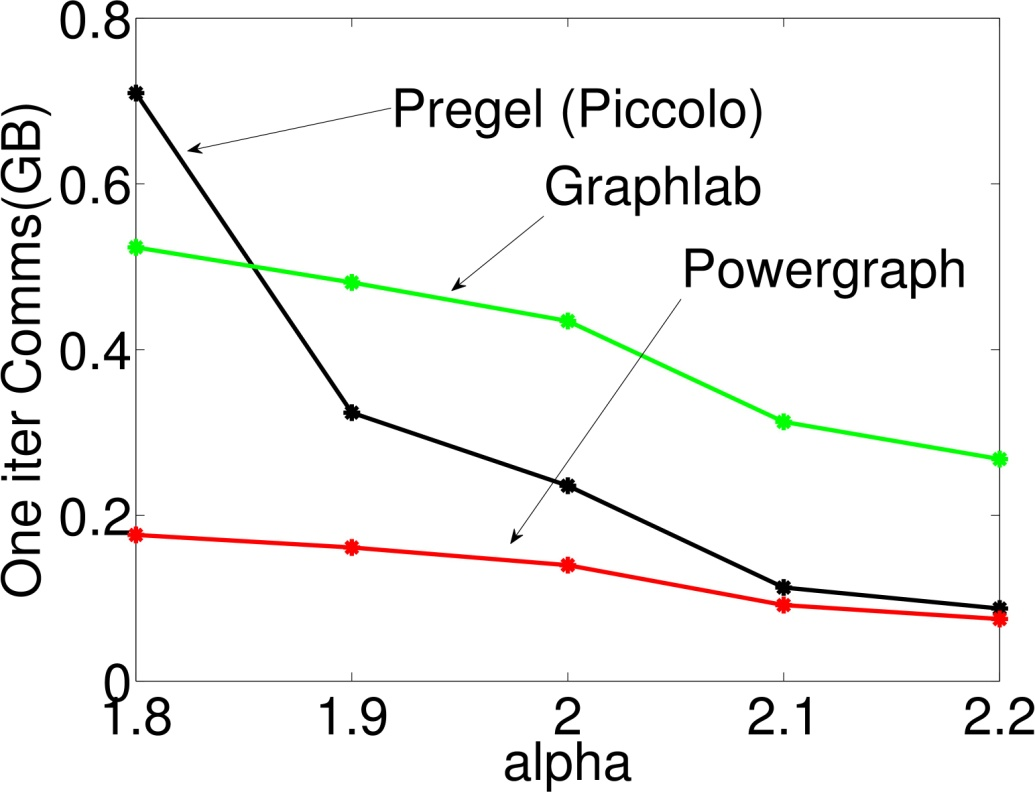 0.8
0.6
0.4
0.2
0
One iter Comms(GB)
Pregel (Piccolo)
Graphlab
Powergraph
1.8 1.9 2 2.1 2.2
alpha